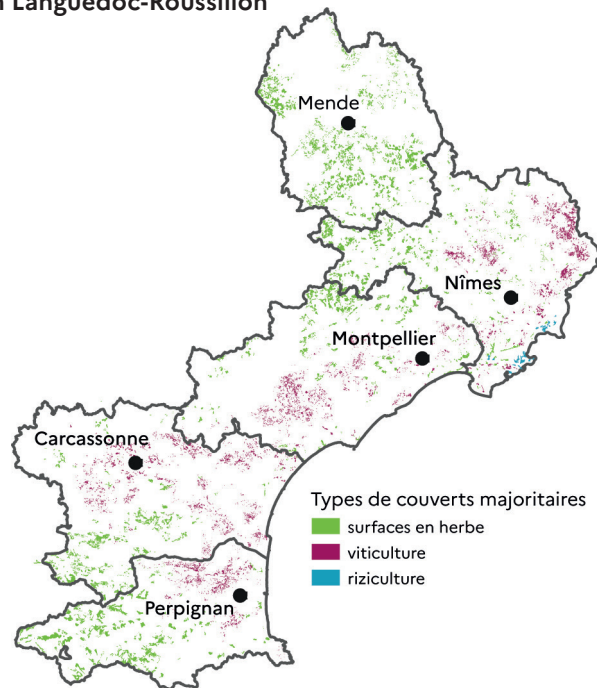 n Languedoc-Roussillon
Mende
Nîmes
Montpellier
Carcassonne
Types de couverts majoritaires
surfaces en herbe
viticulture
riziculture
Perpignan